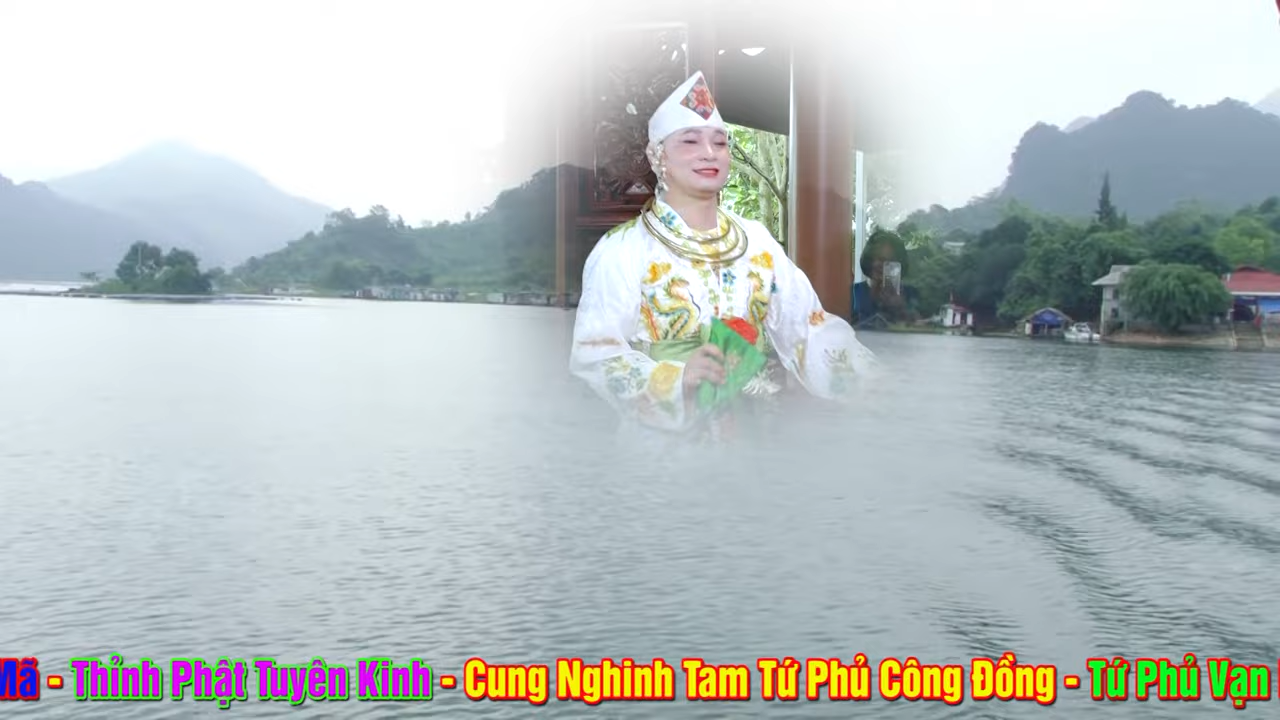 Mã - Thỉnh Phật Tuyên Kinh - Cung Nghinh Tam Tứ Phủ Công Đồng - Tứ Phủ Vạn